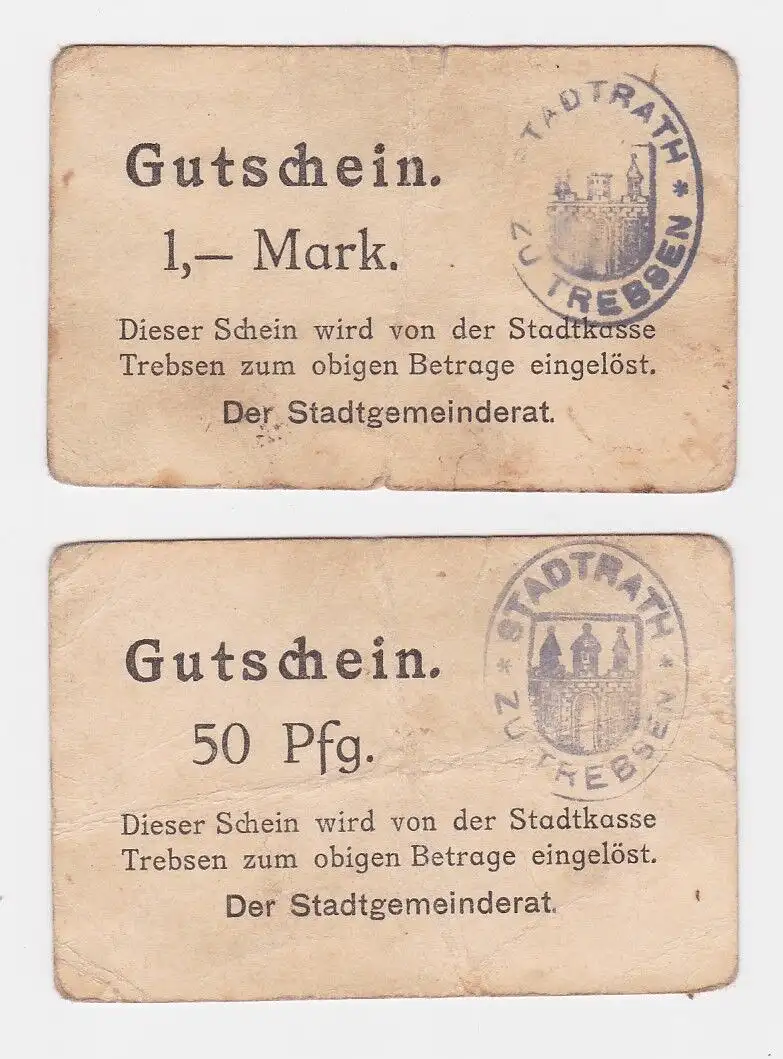 Gutschein.
1,— Mark.
STADTRATH * ZU TREBSEN
Dieser Schein wird von der Stadtkasse
Trebsen zum obigen Betrage eingelöst.
Der Stadtgemeinderat.
Gutschein.
50 Pfg.
* STADTRATH * ZU TREBSEN
Dieser Schein wird von der Stadtkasse
Trebsen zum obigen Betrage eingelöst.
Der Stadtgemeinderat.